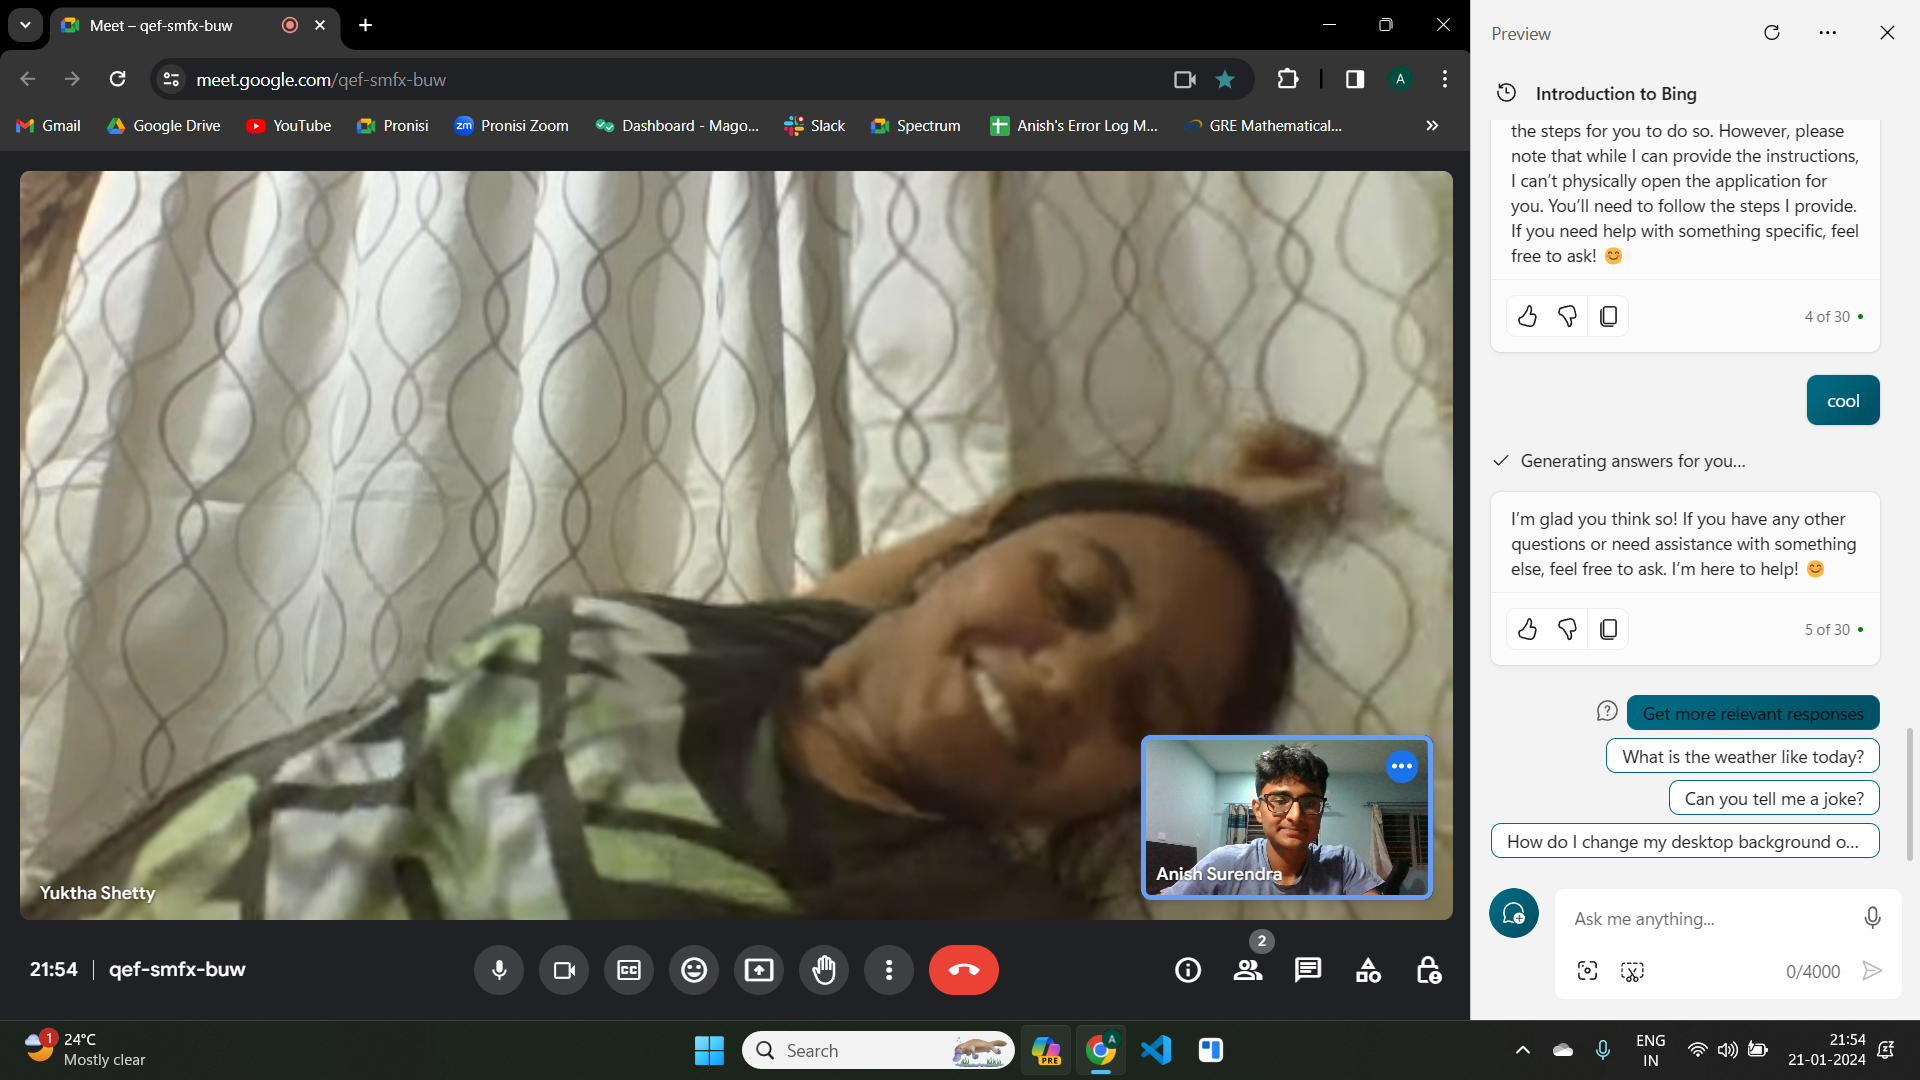 Meet – qef-smfx-buw
meet.google.com/qef-smfx-buw
A
Gmail
Google Drive
YouTube
Pronisi
zm
Pronisi Zoom
Dashboard - Mago...
Slack
Spectrum
Anish's Error Log M...
GRE Mathematical...
»
Yuktha Shetty
Anish Surendra
21:54
qef-smfx-buw
CC
2
Preview
Introduction to Bing
the steps for you to do so. However, please
note that while I can provide the instructions,
I can't physically open the application for
you. You'll need to follow the steps I provide.
If you need help with something specific, feel
free to ask! 😊
4 of 30
cool
Generating answers for you...
I'm glad you think so! If you have any other
questions or need assistance with something
else, feel free to ask. I'm here to help! 😊
5 of 30
Get more relevant responses
What is the weather like today?
Can you tell me a joke?
How do I change my desktop background o...
Ask me anything...
0/4000
1
24°C
Mostly clear
Search
PRE
A
ENG
IN
21:54
21-01-2024